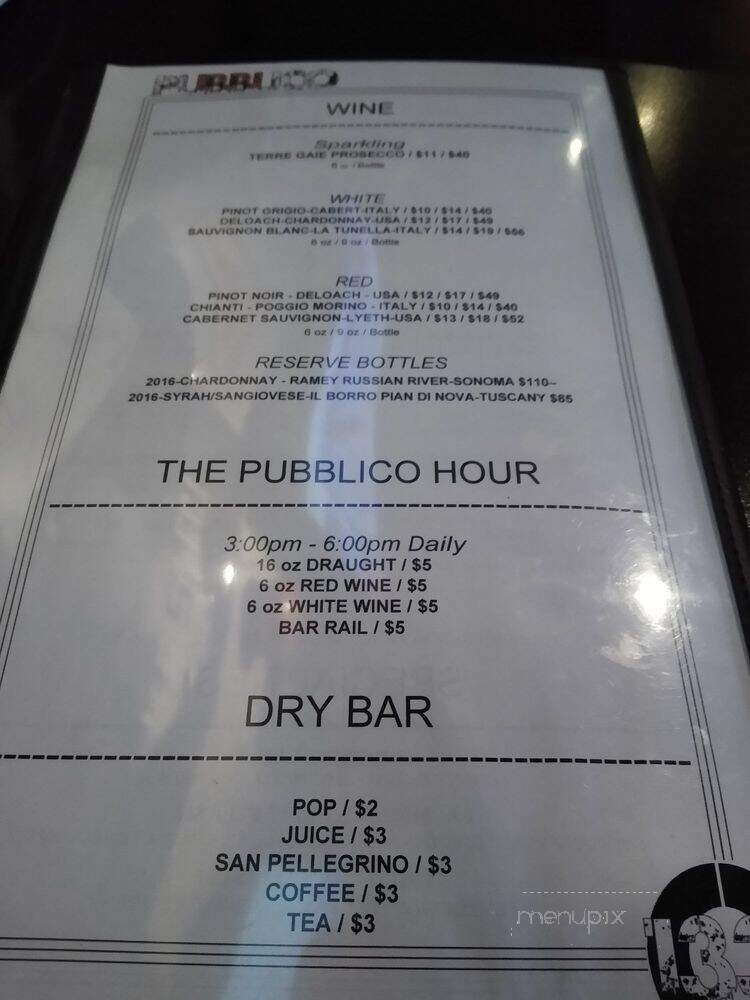 PUBBLICO
WINE
Sparkling
TERRE GAIE PROSECCO / $11 / $40
6 oz / Bottle
WHITE
PINOT GRIGIO-CABERT-ITALY / $10 / $14 / $40
DELOACH-CHARDONNAY-USA / $12 / $17 / $49
SAUVIGNON BLANC-LA TUNELLA-ITALY / $14 / $19 /
6 oz / 9 oz / Bottle
RED
PINOT NOIR - DELOACH - USA / $12 / $17 / $49
CHIANTI - POGGIO MORINO - ITALY / $10 / $14 / $40
CABERNET SAUVIGNON-LYETH-USA / $13 / $18 / $52
6 oz / 9 oz / Bottle
RESERVE BOTTLES
2016-CHARDONNAY - RAMEY RUSSIAN RIVER-SONOMA $110–
2016-SYRAH/SANGIOVESE-IL BORRO PIAN DI NOVA-TUSCANY $85
THE PUBBLICO HOUR
3:00pm - 6:00pm Daily
16 oz DRAUGHT / $5
6 oz RED WINE / $5
6 oz WHITE WINE / $5
BAR RAIL / $5
DRY BAR
POP / $2
JUICE / $3
SAN PELLEGRINO / $3
COFFEE / $3
TEA / $3
menupix